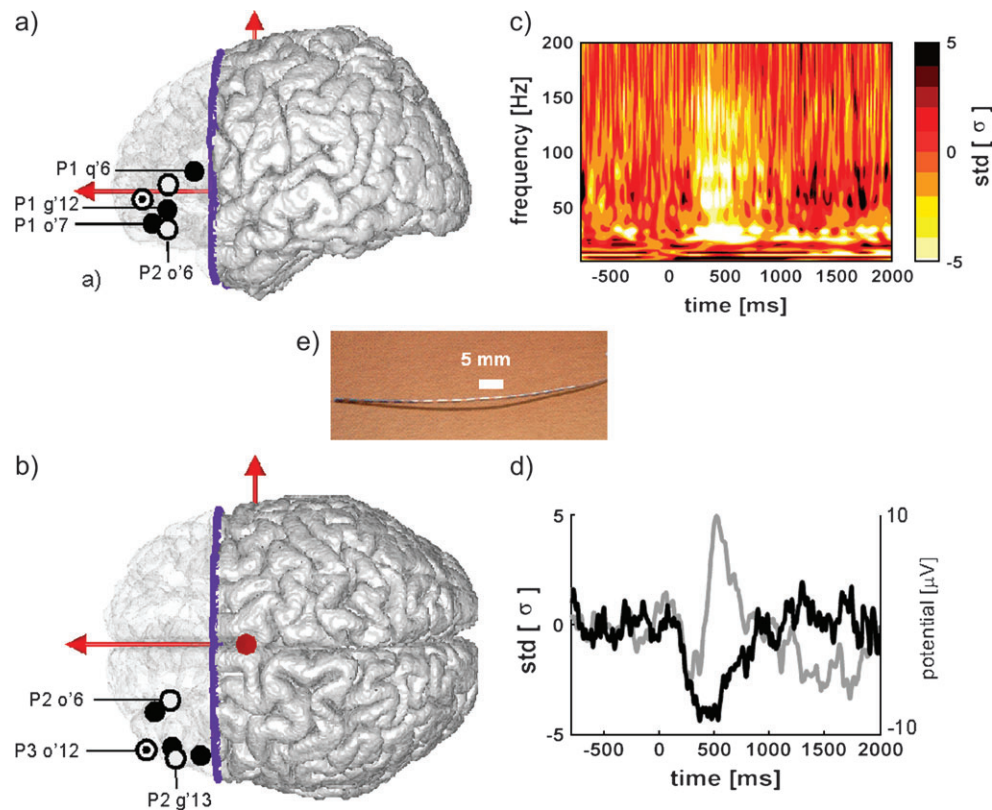 a)
P1 q'6
P1 g'12
P1 o'7
P2 o'6
a)
c)
200
150
100
50
frequency [Hz]
-500 0 500 1000 1500 2000
time [ms]
5
0
-5
std [ σ ]
e)
5 mm
b)
P2 o'6
P3 o'12
P2 g'13
d)
5
0
-5
std [ σ ]
10
-10
potential [µV]
-500 0 500 1000 1500 2000
time [ms]